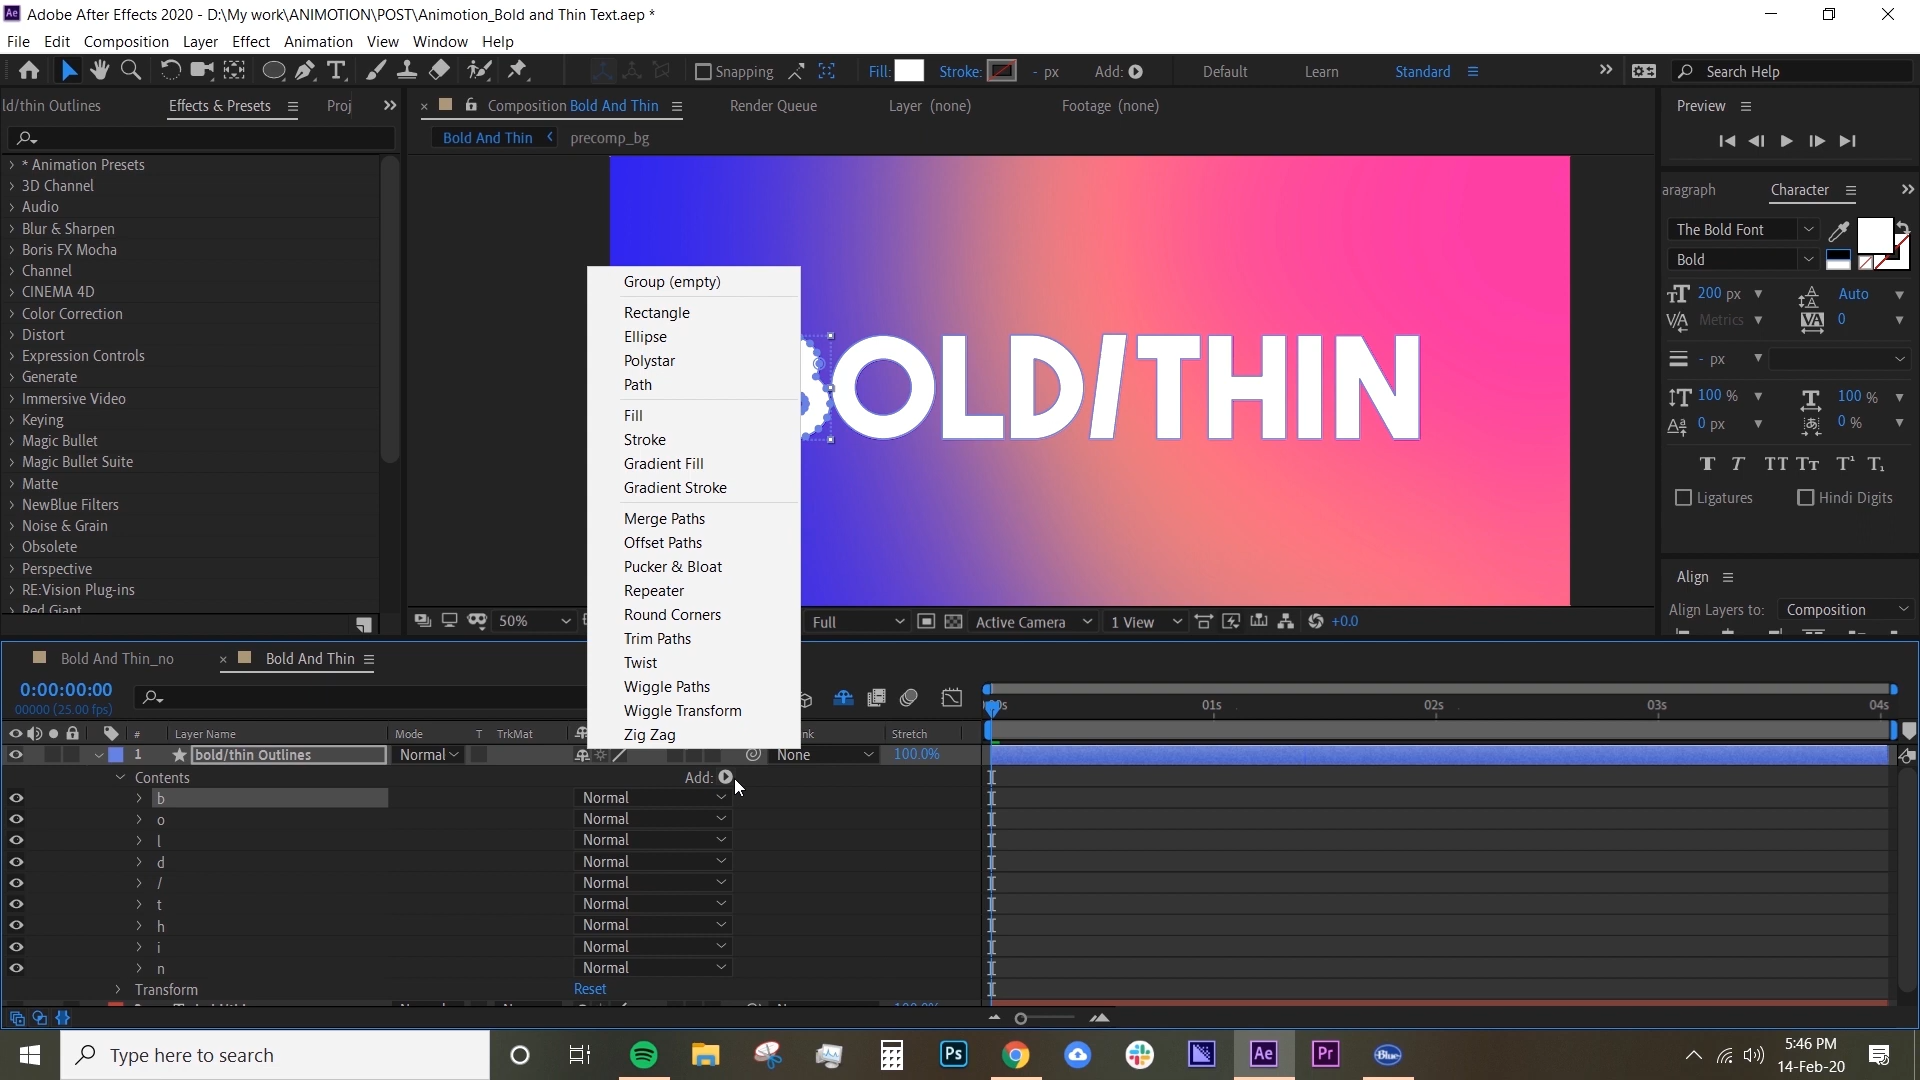 Adobe After Effects 2020 - D:\My work\ANIMOTION\POST\Animotion_Bold and Thin Text.aep *
File Edit Composition Layer Effect Animation View Window Help
Snapping Fill: Stroke: - px Add: Default Learn Standard Search Help
ld/thin Outlines Effects & Presets Proj Composition Bold And Thin Render Queue Layer (none) Footage (none) Preview
Bold And Thin precomp_bg
* Animation Presets
3D Channel
Audio
Blur & Sharpen
Boris FX Mocha
Channel
CINEMA 4D
Color Correction
Distort
Expression Controls
Generate
Immersive Video
Keying
Magic Bullet
Magic Bullet Suite
Matte
NewBlue Filters
Noise & Grain
Obsolete
Perspective
RE:Vision Plug-ins
Red Giant
Group (empty)
Rectangle
Ellipse
Polystar
Path
Fill
Stroke
Gradient Fill
Gradient Stroke
Merge Paths
Offset Paths
Pucker & Bloat
Repeater
Round Corners
Trim Paths
Twist
Wiggle Paths
Wiggle Transform
Zig Zag
OLD/THIN
aragraph Character
The Bold Font
Bold
200 px Auto
Metrics 0
- px
100 % 100 %
0 px 0 %
Ligatures Hindi Digits
Align
Align Layers to: Composition
50% Full Active Camera 1 View +0.0
Bold And Thin_no Bold And Thin
0:00:00:00
00000 (25.00 fps)
01s 02s 03s 04s
# Layer Name Mode T TrkMat nk Stretch
1 bold/thin Outlines Normal None 100.0%
Contents Add:
b Normal
o Normal
l Normal
d Normal
/ Normal
t Normal
h Normal
i Normal
n Normal
Transform Reset
Type here to search Ps Ae Pr Blue 5:46 PM
14-Feb-20